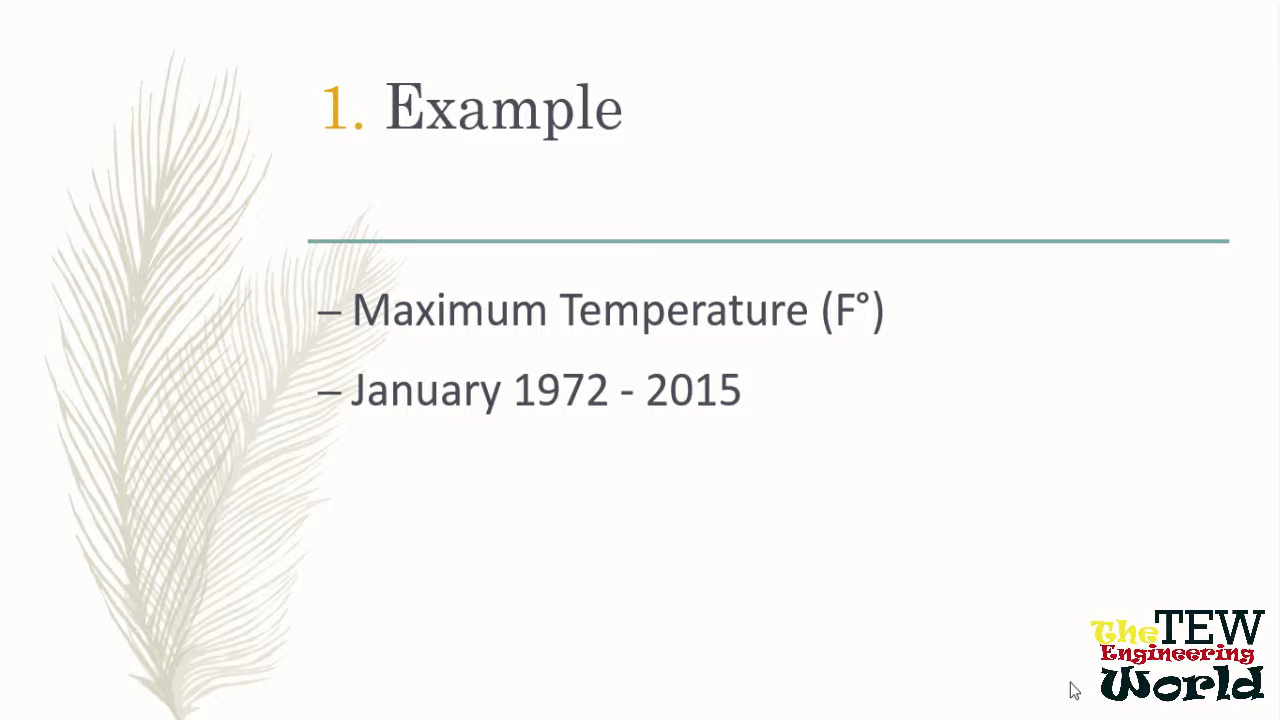 1. Example
– Maximum Temperature (F°)
– January 1972 - 2015
The TEW
Engineering
World